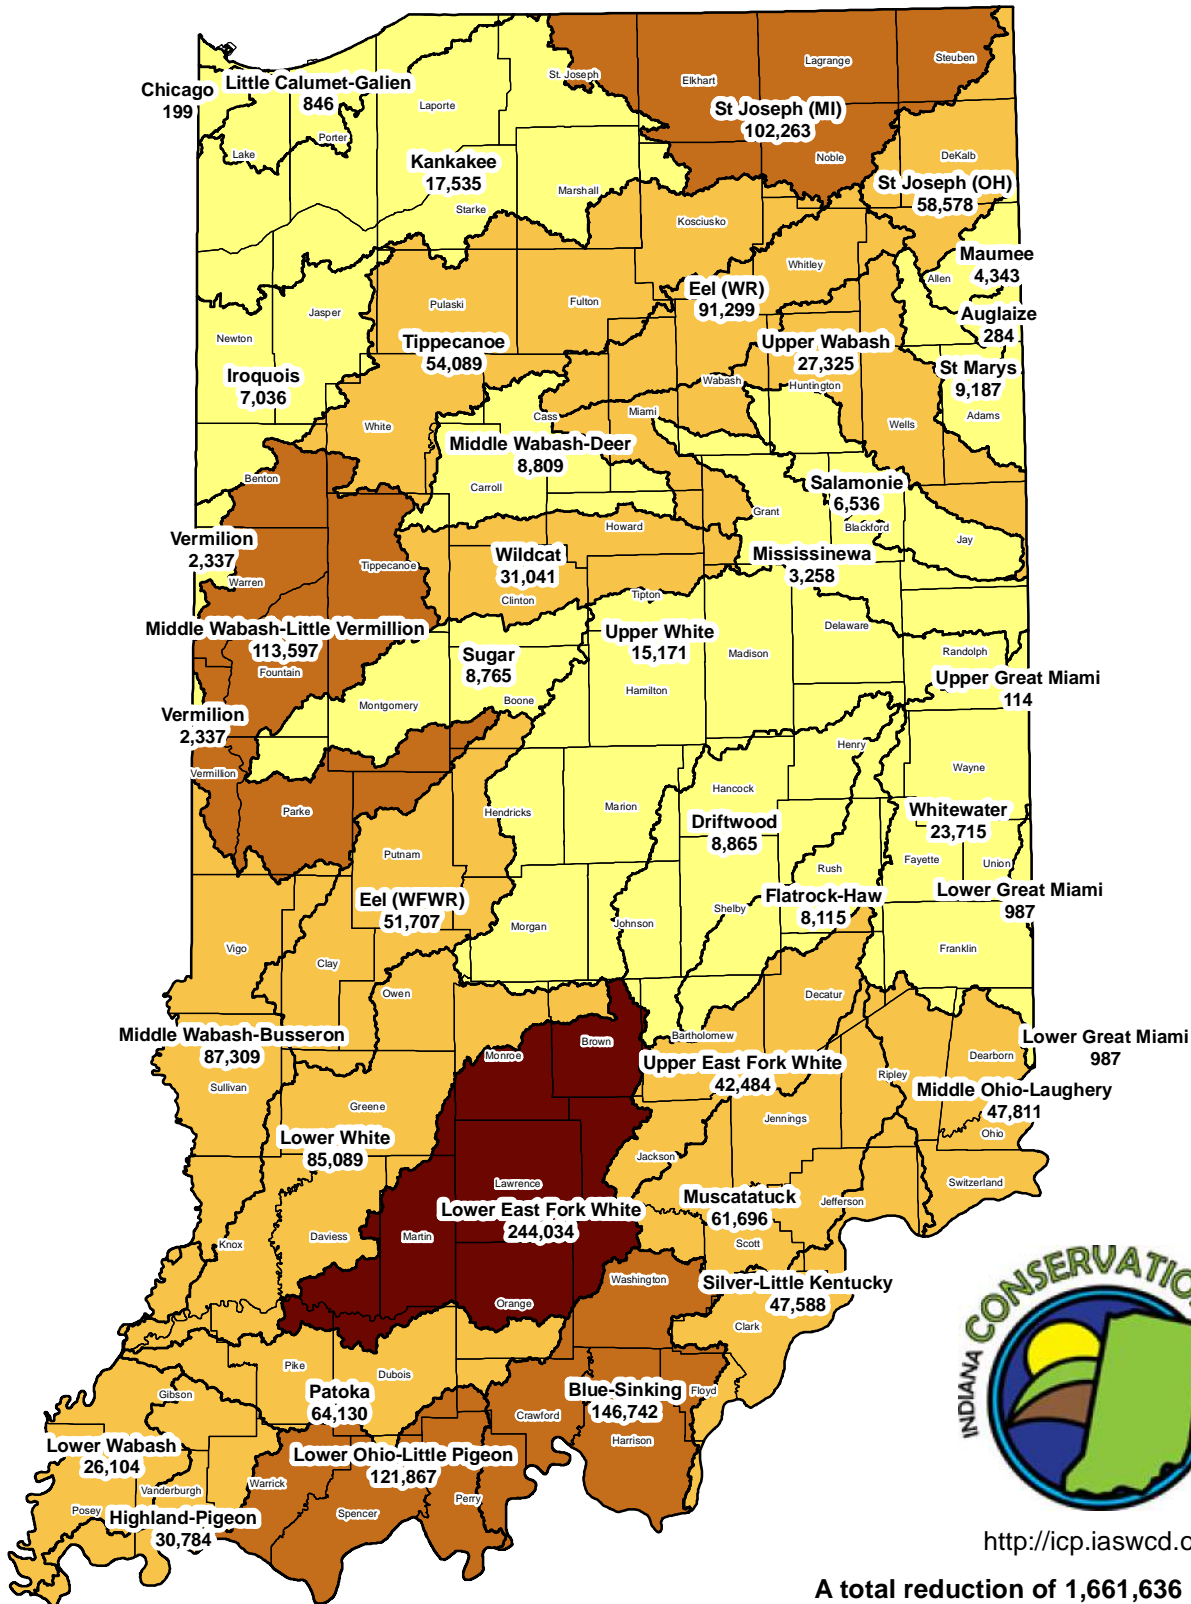 Chicago
199
Little Calumet-Galien
846
St. Joseph
Elkhart
Lagrange
Steuben
Laporte
Porter
Lake
St Joseph (MI)
102,263
Noble
DeKalb
Kankakee
17,535
Starke
Marshall
St Joseph (OH)
58,578
Kosciusko
Whitley
Maumee
4,343
Allen
Eel (WR)
91,299
Auglaize
284
Jasper
Pulaski
Fulton
Newton
Tippecanoe
54,089
Upper Wabash
27,325
Iroquois
7,036
St Marys
9,187
Wabash
Huntington
Adams
White
Cass
Miami
Wells
Middle Wabash-Deer
8,809
Benton
Carroll
Salamonie
6,536
Grant
Blackford
Jay
Howard
Vermilion
2,337
Warren
Tippecanoe
Wildcat
31,041
Clinton
Mississinewa
3,258
Tipton
Middle Wabash-Little Vermillion
113,597
Fountain
Upper White
15,171
Delaware
Madison
Randolph
Sugar
8,765
Hamilton
Upper Great Miami
114
Montgomery
Boone
Vermilion
2,337
Vermillion
Henry
Wayne
Parke
Hendricks
Marion
Hancock
Driftwood
8,865
Whitewater
23,715
Putnam
Rush
Fayette
Union
Eel (WFWR)
51,707
Flatrock-Haw
8,115
Lower Great Miami
987
Shelby
Morgan
Johnson
Vigo
Clay
Franklin
Owen
Decatur
Middle Wabash-Busseron
87,309
Sullivan
Monroe
Brown
Bartholomew
Lower Great Miami
987
Dearborn
Upper East Fork White
42,484
Ripley
Middle Ohio-Laughery
47,811
Ohio
Greene
Jennings
Lower White
85,089
Jackson
Lawrence
Switzerland
Muscatatuck
61,696
Jefferson
Lower East Fork White
244,034
Knox
Daviess
Martin
Scott
Washington
Silver-Little Kentucky
47,588
Orange
Clark
Pike
Dubois
Gibson
Patoka
64,130
Blue-Sinking
146,742
Floyd
Crawford
Harrison
Lower Wabash
26,104
Lower Ohio-Little Pigeon
121,867
Vanderburgh
Warrick
Perry
Posey
Spencer
Highland-Pigeon
30,784
INDIANA CONSERVATIO
http://icp.iaswcd.o
A total reduction of 1,661,636